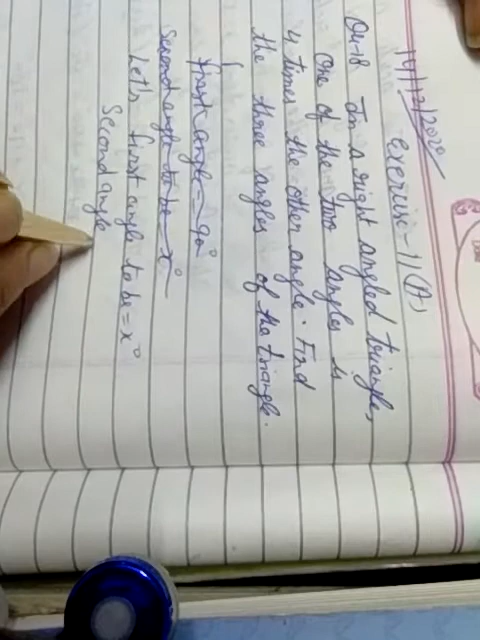 14/12/2020
Exercise-11(A)
Qu-18 In a right angled triangle,
One of the two angles is
4 times the other angle. Find
the three angles of the triangle.
first angle = 90°
Second angle to be = x°
Let's first angle to be = x°
Second angle